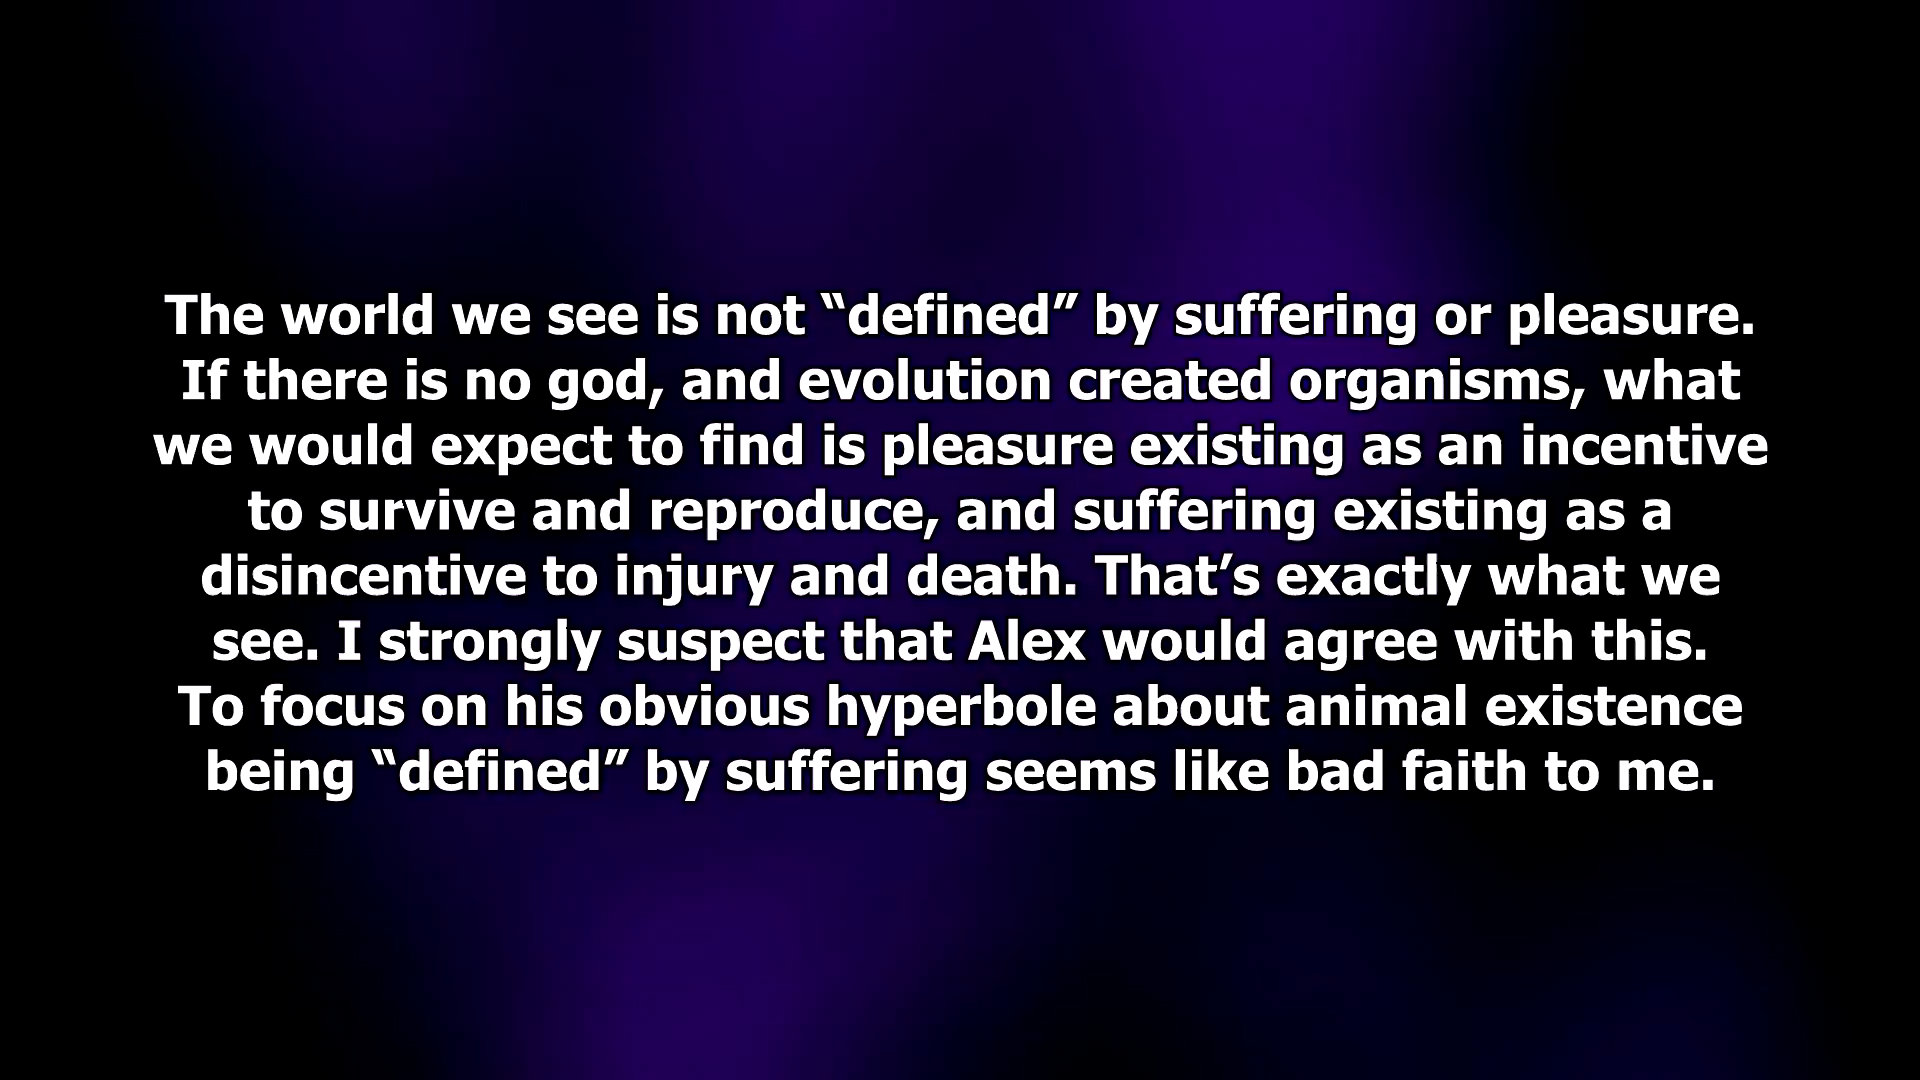 The world we see is not “defined” by suffering or pleasure.
If there is no god, and evolution created organisms, what
we would expect to find is pleasure existing as an incentive
to survive and reproduce, and suffering existing as a
disincentive to injury and death. That’s exactly what we
see. I strongly suspect that Alex would agree with this.
To focus on his obvious hyperbole about animal existence
being “defined” by suffering seems like bad faith to me.